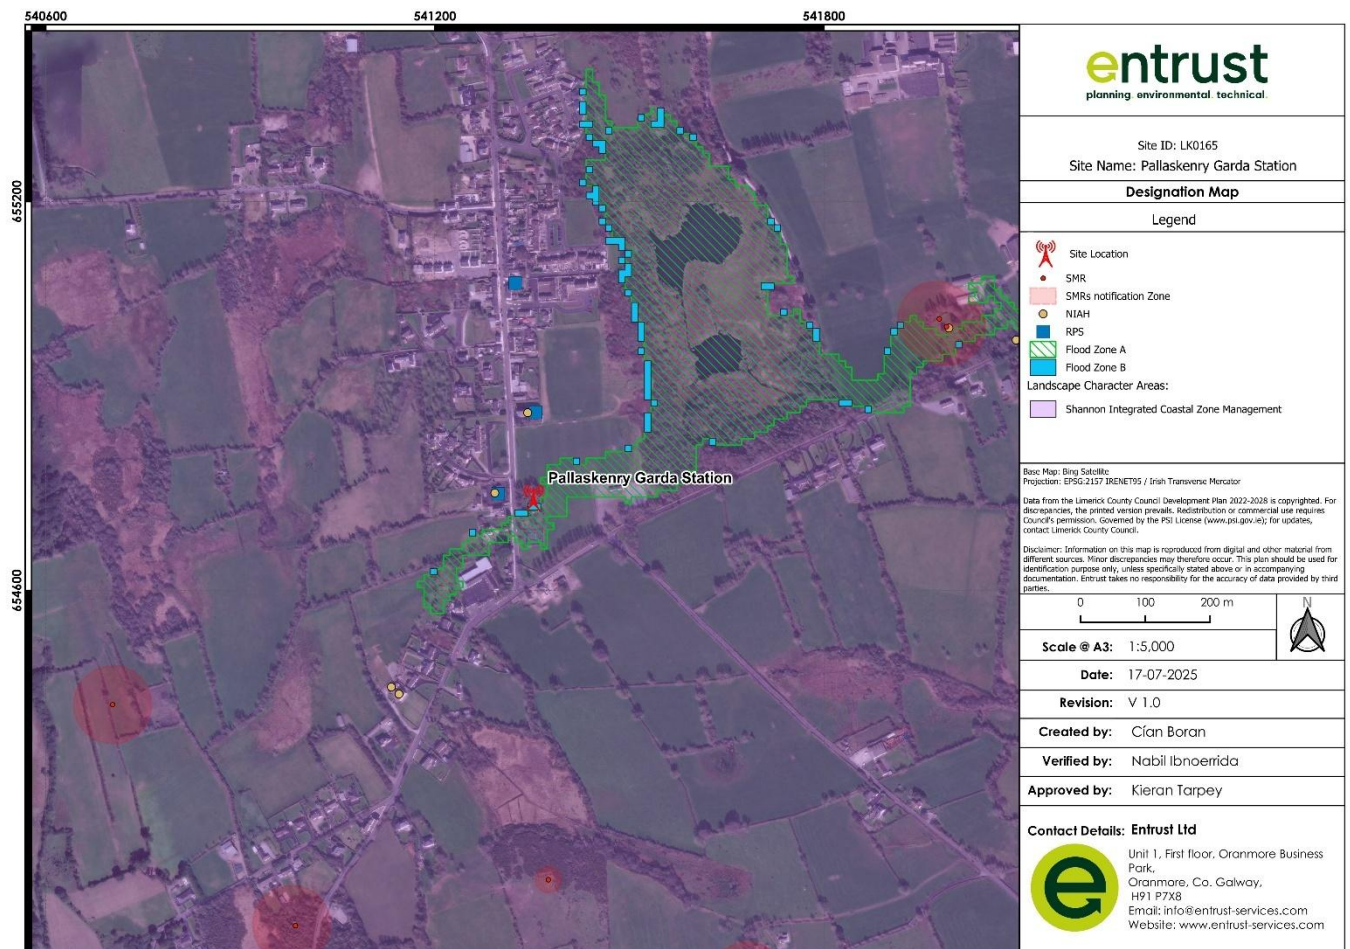 540600
541200
541800
655200
654600
Pallaskenry Garda Station
entrust
planning. environmental. technical.
Site ID: LK0165
Site Name: Pallaskenry Garda Station
Designation Map
Legend
Site Location
SMR
SMRs notification Zone
NIAH
RPS
Flood Zone A
Flood Zone B
Landscape Character Areas:
Shannon Integrated Coastal Zone Management
Base Map: Bing Satellite
Projection: EPSG:2157 IRENET95 / Irish Transverse Mercator
Data from the Limerick County Council Development Plan 2022-2028 is copyrighted. For
discrepancies, the printed version prevails. Redistribution or commercial use requires
Council's permission. Governed by the PSI License (www.psi.gov.ie); for updates,
contact Limerick County Council.
Disclaimer: Information on this map is reproduced from digital and other material from
different sources. Minor discrepancies may therefore occur. This plan should be used for
identification purpose only, unless specifically stated above or in accompanying
documentation. Entrust takes no responsibility for the accuracy of data provided by third
parties.
0 100 200 m
N
Scale @ A3: 1:5,000
Date: 17-07-2025
Revision: V 1.0
Created by: Cían Boran
Verified by: Nabil Ibnoerrida
Approved by: Kieran Tarpey
Contact Details: Entrust Ltd
Unit 1, First floor, Oranmore Business
Park,
Oranmore, Co. Galway,
H91 P7X8
Email: info@entrust-services.com
Website: www.entrust-services.com